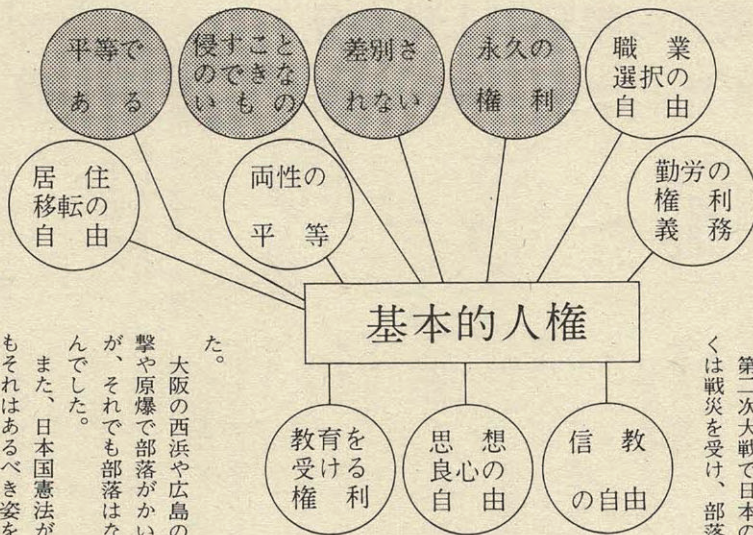 平等で
ある
侵すこと
のできな
いもの
差別さ
れない
永久の
権利
職業
選択の
自由
居住
移転の
自由
両性の
平等
勤労の
権利
義務
基本的人権
教育を
受ける
権利
思想
良心の
自由
信教
の自由
第二次大戦で日本の
くは戦災を受け、部落
た。
大阪の西浜や広島の
撃や原爆で部落がかい
が、それでも部落はな
んでした。
また、日本国憲法が
もそれはあるべき姿を